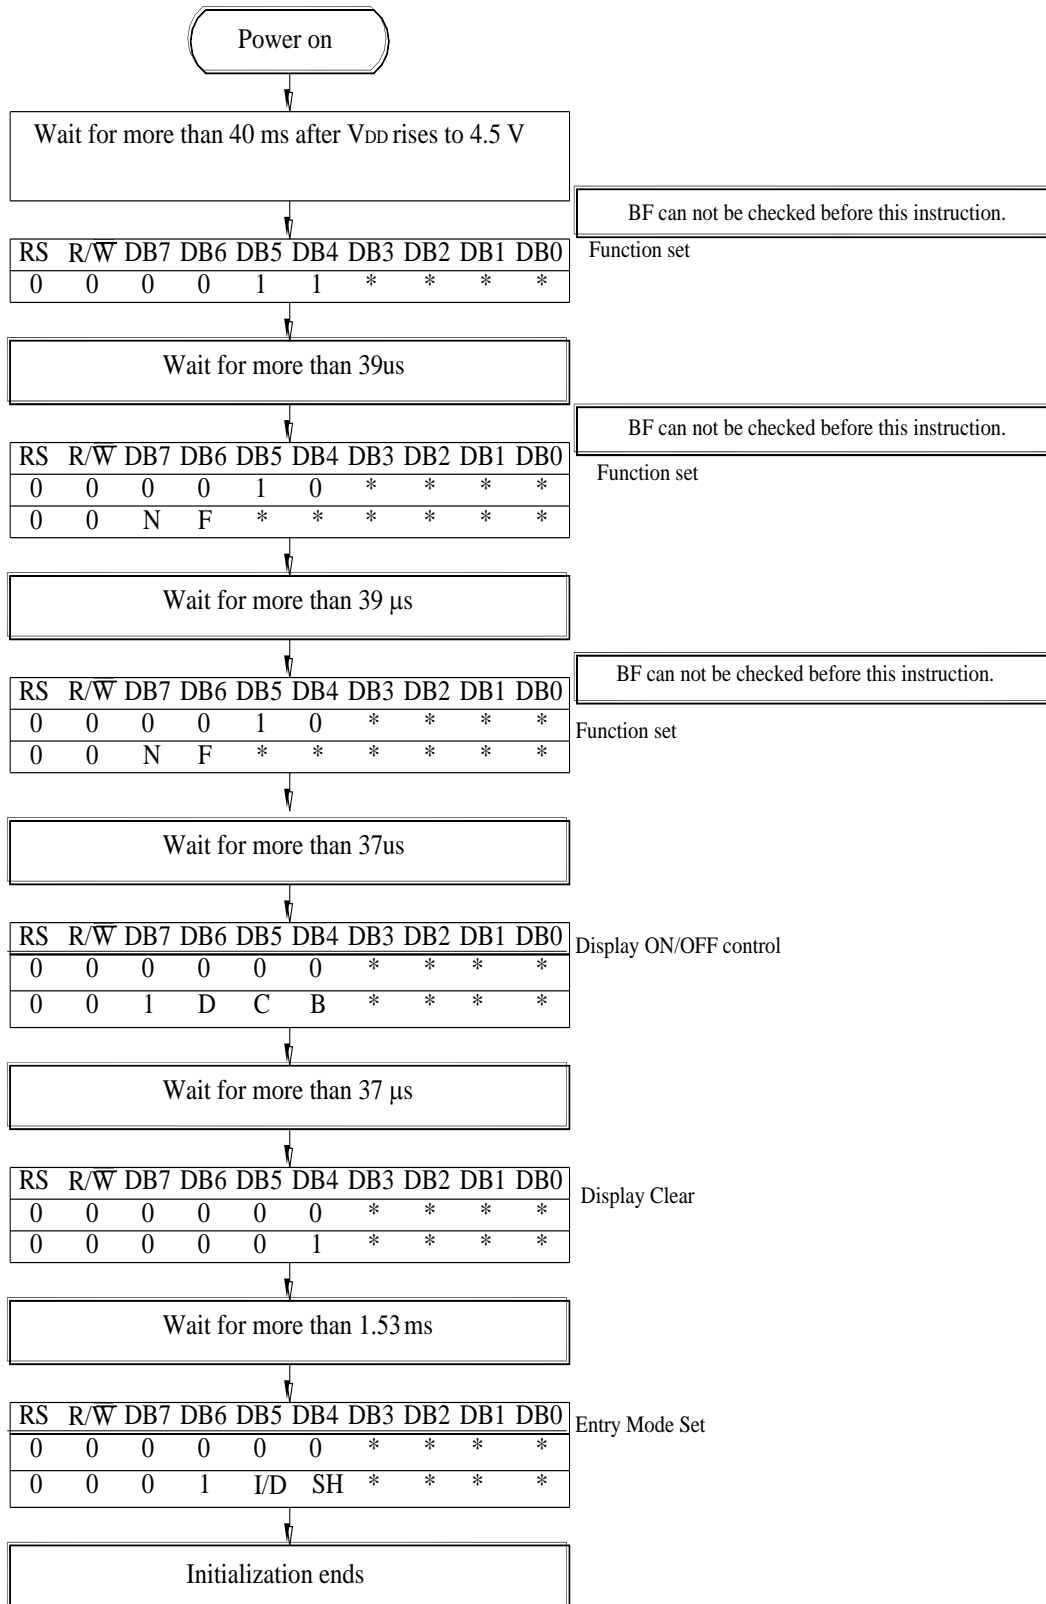 Power on
Wait for more than 40 ms after VDD rises to 4.5 V
BF can not be checked before this instruction.
RS R/W̅ DB7 DB6 DB5 DB4 DB3 DB2 DB1 DB0
Function set
0 0 0 0 1 1 * * * *
Wait for more than 39us
BF can not be checked before this instruction.
RS R/W̅ DB7 DB6 DB5 DB4 DB3 DB2 DB1 DB0
Function set
0 0 0 0 1 0 * * * *
0 0 N F * * * * * *
Wait for more than 39 μs
BF can not be checked before this instruction.
RS R/W̅ DB7 DB6 DB5 DB4 DB3 DB2 DB1 DB0
0 0 0 0 1 0 * * * *
Function set
0 0 N F * * * * * *
Wait for more than 37us
RS R/W̅ DB7 DB6 DB5 DB4 DB3 DB2 DB1 DB0
Display ON/OFF control
0 0 0 0 0 0 * * * *
0 0 1 D C B * * * *
Wait for more than 37 μs
RS R/W̅ DB7 DB6 DB5 DB4 DB3 DB2 DB1 DB0
Display Clear
0 0 0 0 0 0 * * * *
0 0 0 0 0 1 * * * *
Wait for more than 1.53 ms
RS R/W̅ DB7 DB6 DB5 DB4 DB3 DB2 DB1 DB0
Entry Mode Set
0 0 0 0 0 0 * * * *
0 0 0 1 I/D SH * * * *
Initialization ends